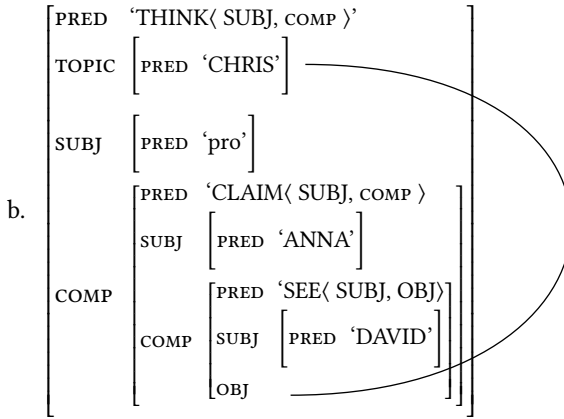 PRED ‘THINK⟨ SUBJ, COMP ⟩’
TOPIC [PRED ‘CHRIS’]
SUBJ [PRED ‘pro’]
b.
PRED ‘CLAIM⟨ SUBJ, COMP ⟩
SUBJ [PRED ‘ANNA’]
COMP
PRED ‘SEE⟨ SUBJ, OBJ⟩
COMP SUBJ [PRED ‘DAVID’]
OBJ